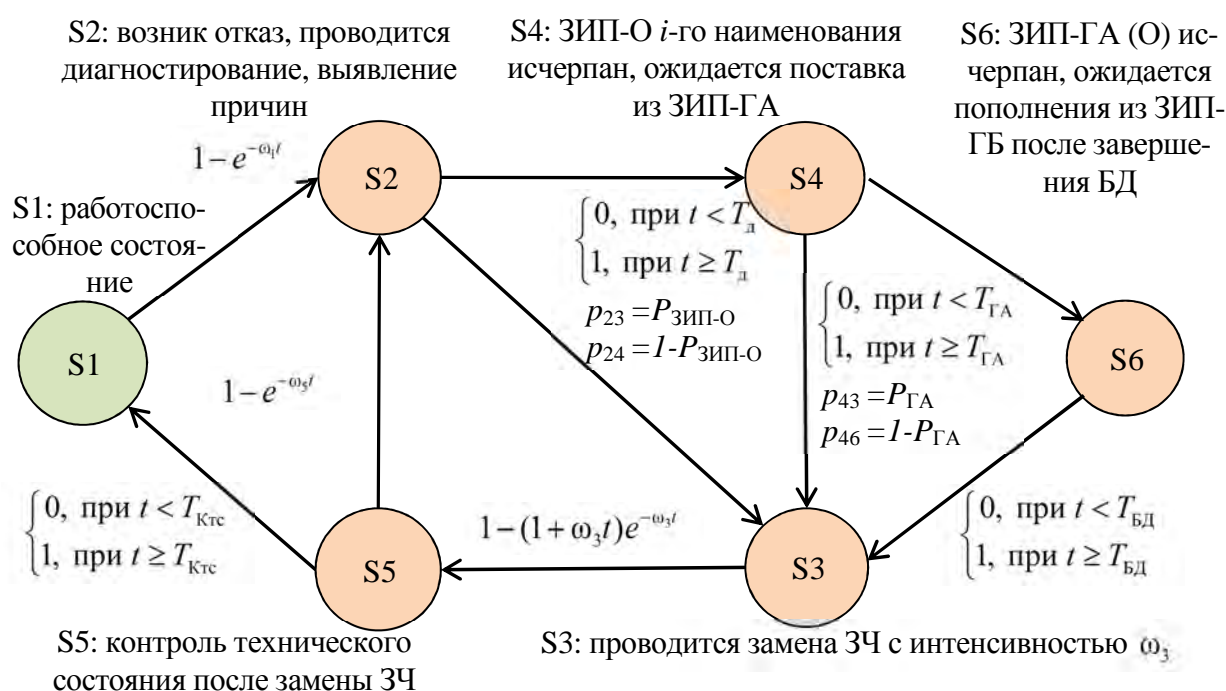 S2: возник отказ, проводится
диагностирование, выявление
причин
S4: ЗИП-О i-го наименования
исчерпан, ожидается поставка
из ЗИП-ГА
S6: ЗИП-ГА (О) ис-
черпан, ожидается
пополнения из ЗИП-
ГБ после заверше-
ния БД
1−e^{−ω₁t}
S2
S4
S1: работоспо-
собное состоя-
ние
{0, при t < T_д
1, при t ≥ T_д
p₂₃ =P_ЗИП-О
p₂₄ =1-P_ЗИП-О
{0, при t < T_ГА
1, при t ≥ T_ГА
p₄₃ =P_ГА
p₄₆ =1-P_ГА
S1
S6
1−e^{−ω₅t}
{0, при t < T_Ктс
1, при t ≥ T_Ктс
1−(1+ω₃t)e^{−ω₃t}
{0, при t < T_БД
1, при t ≥ T_БД
S5
S3
S5: контроль технического
состояния после замены ЗЧ
S3: проводится замена ЗЧ с интенсивностью ω₃